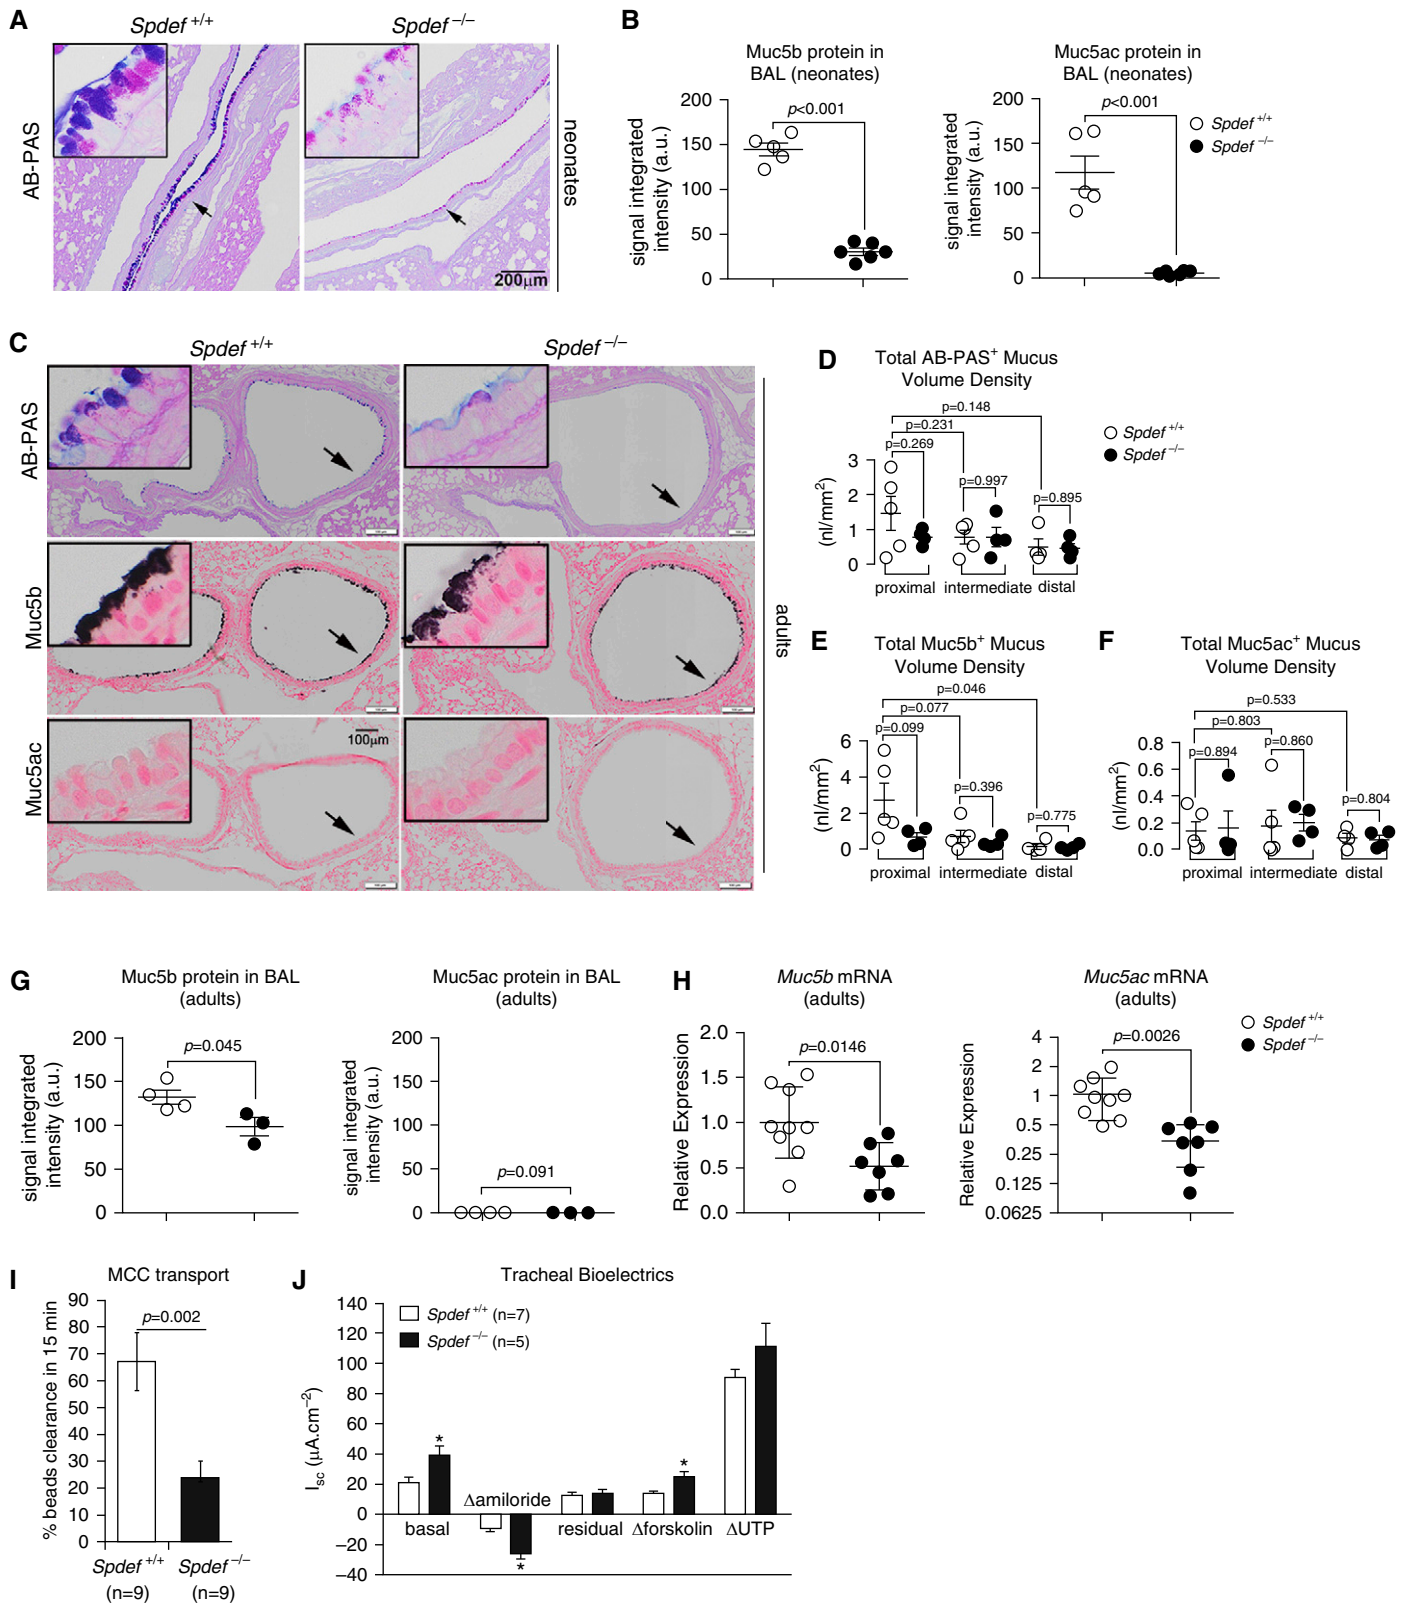 A
Spdef +/+
Spdef –/–
AB-PAS
neonates
200µm
B
Muc5b protein in
BAL (neonates)
signal integrated
intensity (a.u.)
200
150
100
50
0
p<0.001
Muc5ac protein in
BAL (neonates)
signal integrated
intensity (a.u.)
200
150
100
50
0
p<0.001
Spdef +/+
Spdef –/–
C
Spdef +/+
Spdef –/–
AB-PAS
Muc5b
Muc5ac
100µm
adults
D
Total AB-PAS+ Mucus
Volume Density
p=0.148
p=0.231
p=0.269
p=0.997
p=0.895
(nl/mm2)
3
2
1
0
proximal
intermediate
distal
Spdef +/+
Spdef –/–
E
Total Muc5b+ Mucus
Volume Density
p=0.046
p=0.077
p=0.099
p=0.396
p=0.775
(nl/mm2)
6
4
2
0
proximal
intermediate
distal
F
Total Muc5ac+ Mucus
Volume Density
p=0.533
p=0.803
p=0.894
p=0.860
p=0.804
(nl/mm2)
0.8
0.6
0.4
0.2
0.0
proximal
intermediate
distal
G
Muc5b protein in BAL
(adults)
signal integrated
intensity (a.u.)
200
150
100
50
0
p=0.045
Muc5ac protein in BAL
(adults)
signal integrated
intensity (a.u.)
200
150
100
50
0
p=0.091
H
Muc5b mRNA
(adults)
Relative Expression
2.0
1.5
1.0
0.5
0.0
p=0.0146
Muc5ac mRNA
(adults)
Relative Expression
4
2
1
0.5
0.25
0.125
0.0625
p=0.0026
Spdef +/+
Spdef –/–
I
MCC transport
% beads clearance in 15 min
90
80
70
60
50
40
30
20
10
0
p=0.002
Spdef +/+
(n=9)
Spdef –/–
(n=9)
J
Tracheal Bioelectrics
Isc (µA.cm–2)
140
120
100
80
60
40
20
0
–20
–40
Spdef +/+ (n=7)
Spdef –/– (n=5)
*
basal
Δamiloride
*
residual
*
Δforskolin
ΔUTP